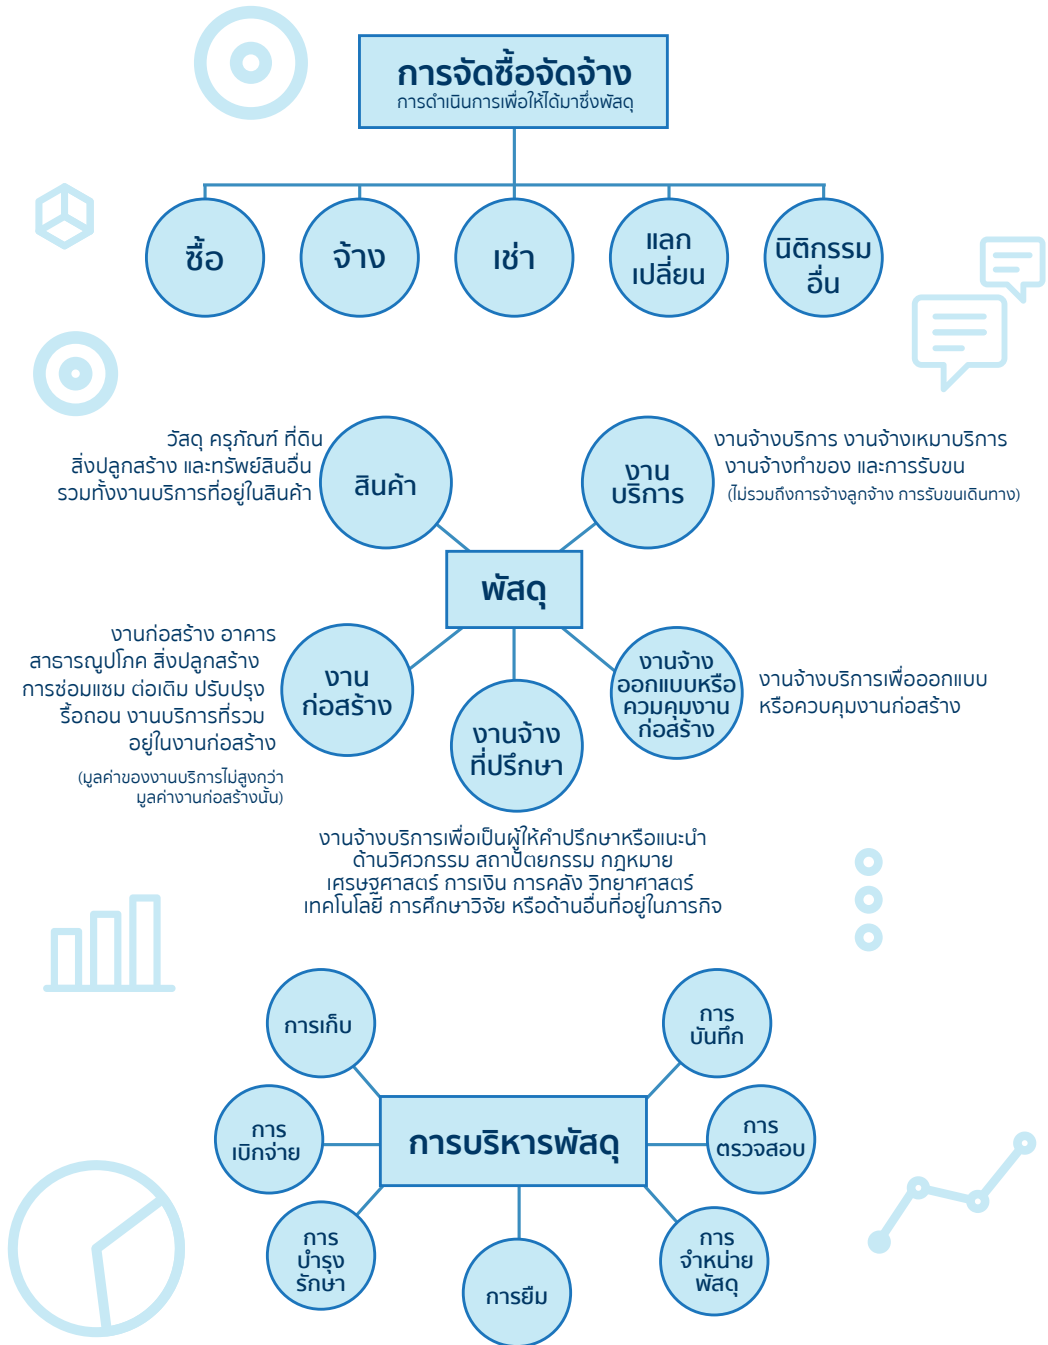 การจัดซื้อจัดจ้าง
การดำเนินการเพื่อให้ได้มาซึ่งพัสดุ
ซื้อ
จ้าง
เช่า
แลก
เปลี่ยน
นิติกรรม
อื่น
วัสดุ ครุภัณฑ์ ที่ดิน
สิ่งปลูกสร้าง และทรัพย์สินอื่น
รวมทั้งงานบริการที่อยู่ในสินค้า
สินค้า
งาน
บริการ
งานจ้างบริการ งานจ้างเหมาบริการ
งานจ้างทำของ และการรับขน
(ไม่รวมถึงการจ้างลูกจ้าง การรับขนเดินทาง)
พัสดุ
งานก่อสร้าง อาคาร
สาธารณูปโภค สิ่งปลูกสร้าง
การซ่อมแซม ต่อเติม ปรับปรุง
รื้อถอน งานบริการที่รวม
อยู่ในงานก่อสร้าง
(มูลค่าของงานบริการไม่สูงกว่า
มูลค่างานก่อสร้างนั้น)
งาน
ก่อสร้าง
งานจ้าง
ที่ปรึกษา
งานจ้าง
ออกแบบหรือ
ควบคุมงาน
ก่อสร้าง
งานจ้างบริการเพื่อออกแบบ
หรือควบคุมงานก่อสร้าง
งานจ้างบริการเพื่อเป็นผู้ให้คำปรึกษาหรือแนะนำ
ด้านวิศวกรรม สถาปัตยกรรม กฎหมาย
เศรษฐศาสตร์ การเงิน การคลัง วิทยาศาสตร์
เทคโนโลยี การศึกษาวิจัย หรือด้านอื่นที่อยู่ในภารกิจ
การเก็บ
การ
บันทึก
การ
เบิกจ่าย
การบริหารพัสดุ
การ
ตรวจสอบ
การ
บำรุง
รักษา
การยืม
การ
จำหน่าย
พัสดุ